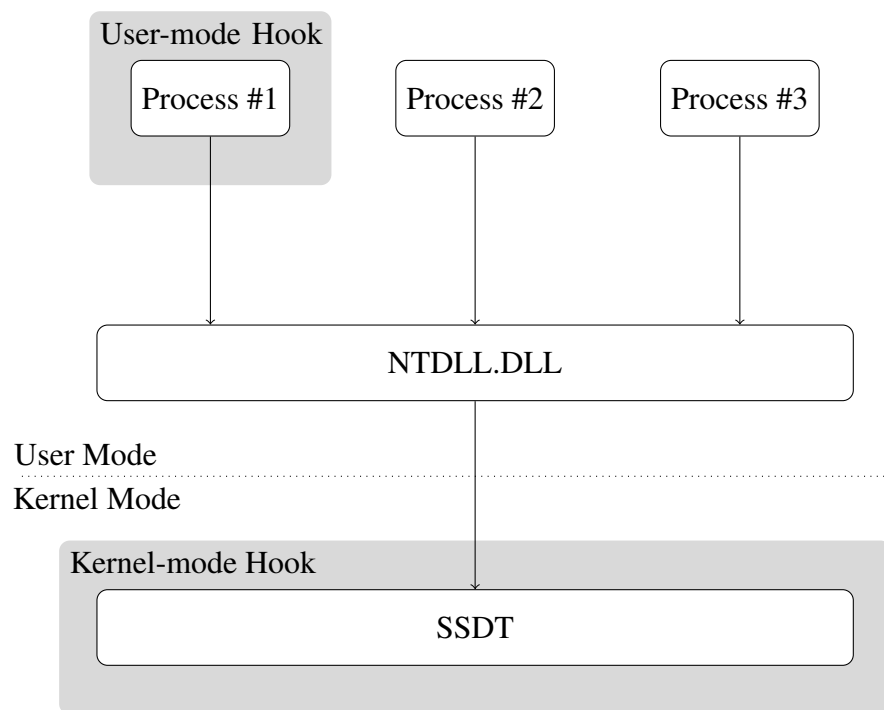 User-mode Hook
Process #1
Process #2
Process #3
NTDLL.DLL
User Mode
Kernel Mode
Kernel-mode Hook
SSDT